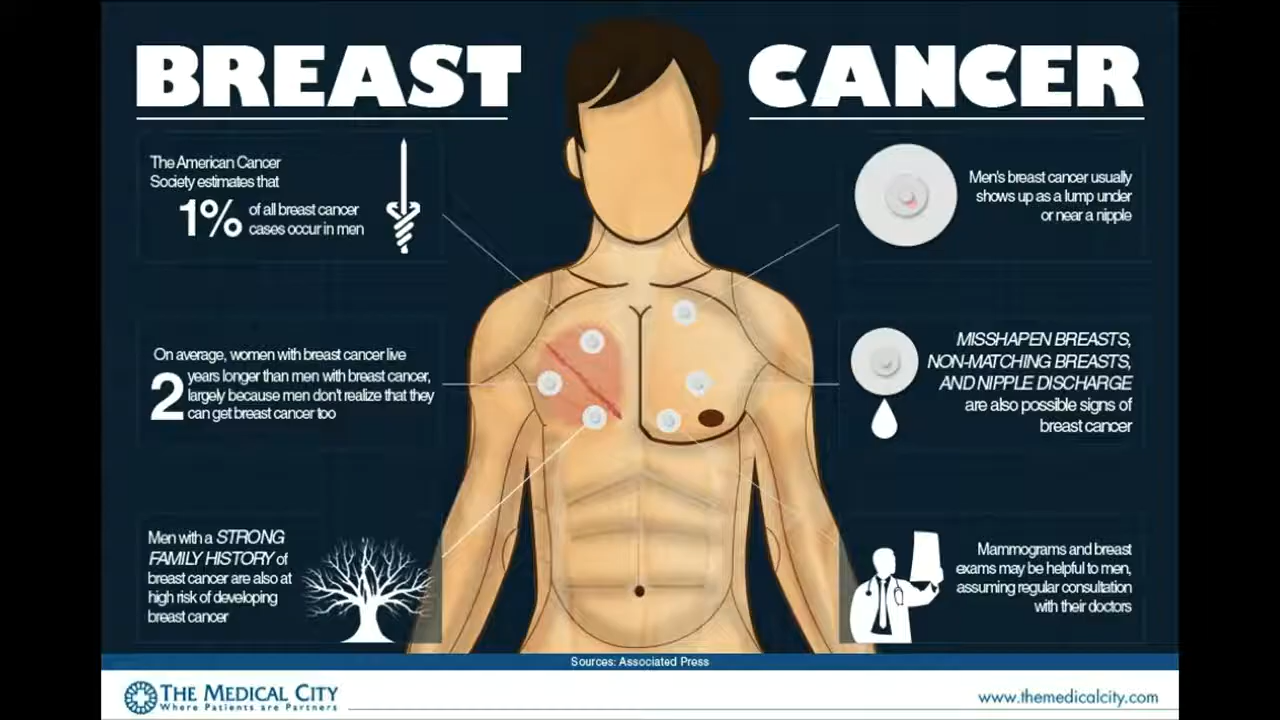 BREAST CANCER
The American Cancer
Society estimates that
1% of all breast cancer
cases occur in men
On average, women with breast cancer live
2 years longer than men with breast cancer,
largely because men don't realize that they
can get breast cancer too
Men with a STRONG
FAMILY HISTORY of
breast cancer are also at
high risk of developing
breast cancer
Men's breast cancer usually
shows up as a lump under
or near a nipple
MISSHAPEN BREASTS,
NON-MATCHING BREASTS,
AND NIPPLE DISCHARGE
are also possible signs of
breast cancer
Mammograms and breast
exams may be helpful to men,
assuming regular consultation
with their doctors
Sources: Associated Press
THE MEDICAL CITY
Where Patients are Partners
www.themedicalcity.com